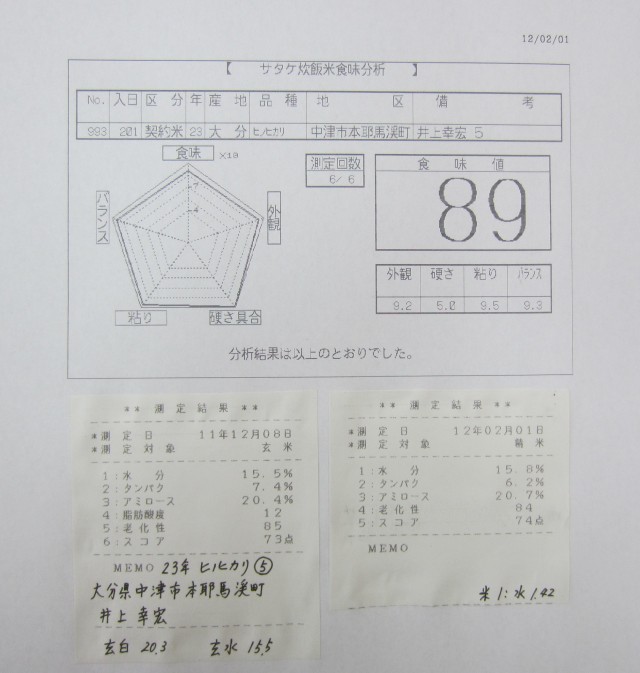 12/02/01
【 サタケ炊飯米食味分析 】
No. 入日 区分 年 産地 品種 地区 備考
993 201 契約米 23 大分 ヒノヒカリ 中津市本耶馬渓町 井上幸宏 5
食味 ×10
7
4
バランス
外観
粘り
硬さ具合
測定回数
6/ 6
食味値
89
外観 硬さ 粘り バランス
9.2 5.0 9.5 9.3
分析結果は以上のとおりでした。
** 測定結果 **
*測定日 11年12月08日
*測定対象 玄米
1:水分 15.5%
2:タンパク 7.4%
3:アミロース 20.4%
4:脂肪酸度 12
5:老化性 85
6:スコア 73点
MEMO 23年 ヒノヒカリ ⑤
大分県中津市本耶馬渓町
井上幸宏
玄白 20.3 玄水 15.5
** 測定結果 **
*測定日 12年02月01日
*測定対象 精米
1:水分 15.8%
2:タンパク 6.2%
3:アミロース 20.7%
4:老化性 84
5:スコア 74点
MEMO
米1:水1.42